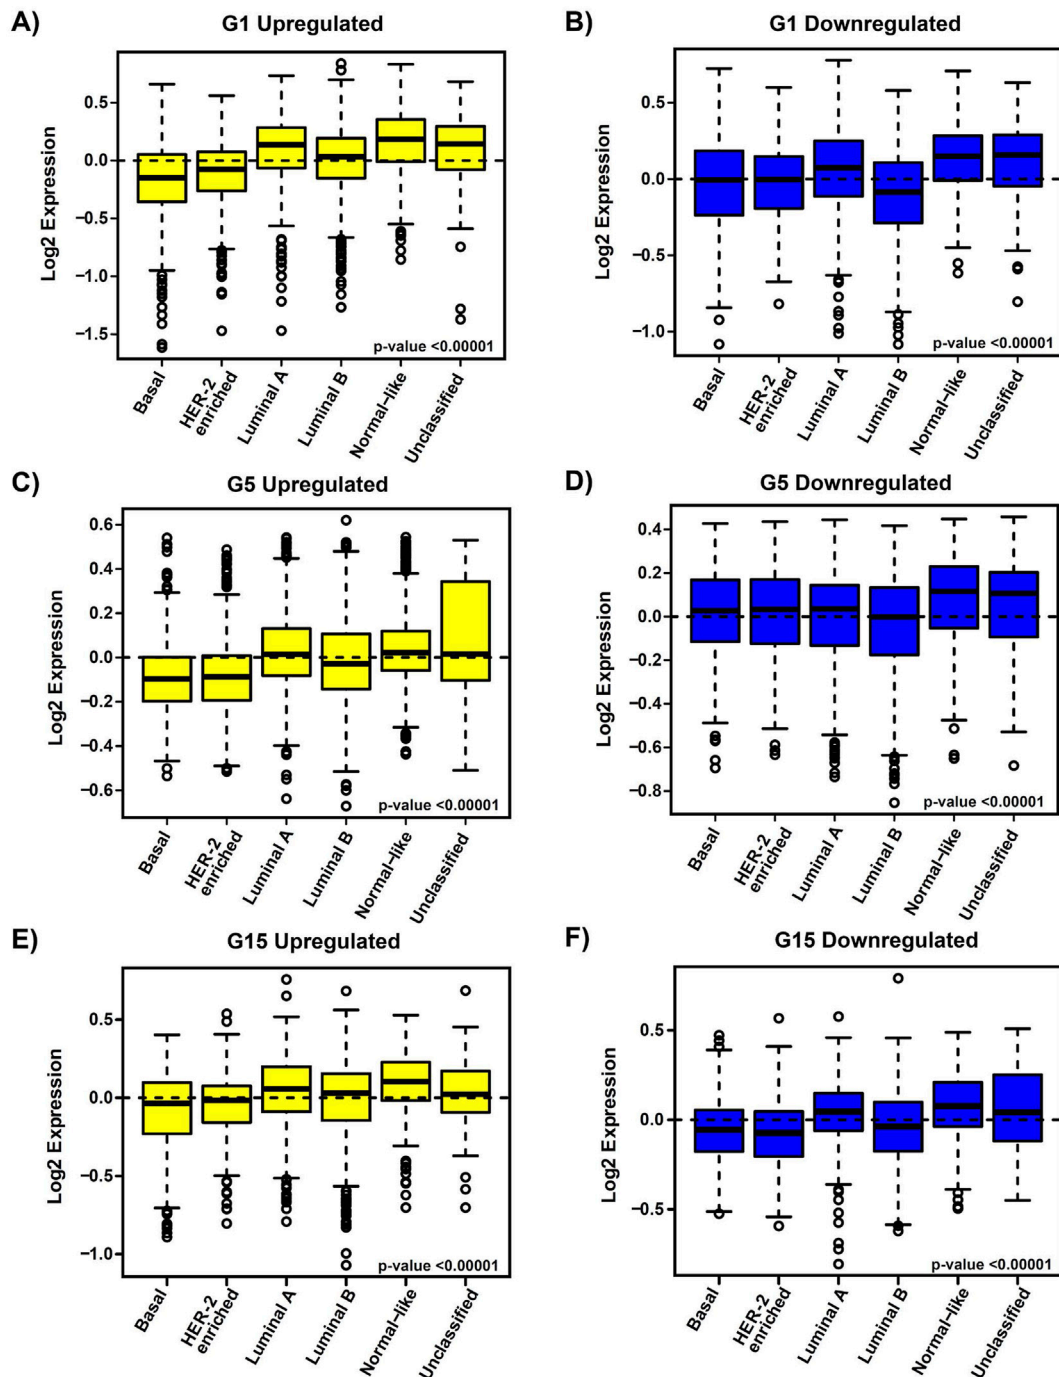 A)
G1 Upregulated
Log2 Expression
0.5
0.0
−0.5
−1.0
−1.5
p-value <0.00001
Basal
HER-2
enriched
Luminal A
Luminal B
Normal−like
Unclassified
B)
G1 Downregulated
Log2 Expression
0.5
0.0
−0.5
−1.0
p-value <0.00001
Basal
HER-2
enriched
Luminal A
Luminal B
Normal−like
Unclassified
C)
G5 Upregulated
Log2 Expression
0.6
0.4
0.2
0.0
−0.2
−0.4
−0.6
p-value <0.00001
Basal
HER-2
enriched
Luminal A
Luminal B
Normal−like
Unclassified
D)
G5 Downregulated
Log2 Expression
0.4
0.2
0.0
−0.2
−0.4
−0.6
−0.8
p-value <0.00001
Basal
HER-2
enriched
Luminal A
Luminal B
Normal−like
Unclassified
E)
G15 Upregulated
Log2 Expression
0.5
0.0
−0.5
−1.0
p-value <0.00001
Basal
HER-2
enriched
Luminal A
Luminal B
Normal−like
Unclassified
F)
G15 Downregulated
Log2 Expression
0.5
0.0
−0.5
p-value <0.00001
Basal
HER-2
enriched
Luminal A
Luminal B
Normal−like
Unclassified